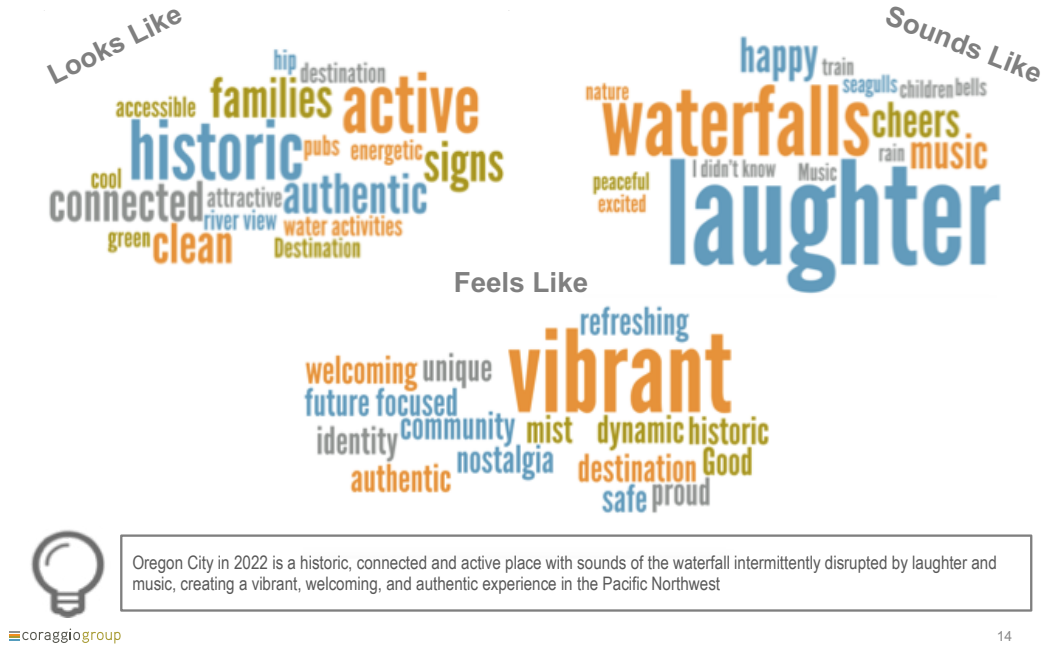 Looks Like
hip
destination
accessible families active
historic pubs energetic signs
cool
connected attractive authentic
river view water activities
green clean Destination
Sounds Like
happy train
seagulls children bells
nature
waterfalls cheers
rain music
I didn't know Music
peaceful
laughter
excited
Feels Like
refreshing
vibrant
welcoming unique
future focused
community mist dynamic historic
identity
nostalgia destination Good
authentic
safe proud
Oregon City in 2022 is a historic, connected and active place with sounds of the waterfall intermittently disrupted by laughter and
music, creating a vibrant, welcoming, and authentic experience in the Pacific Northwest
coraggiogroup
14